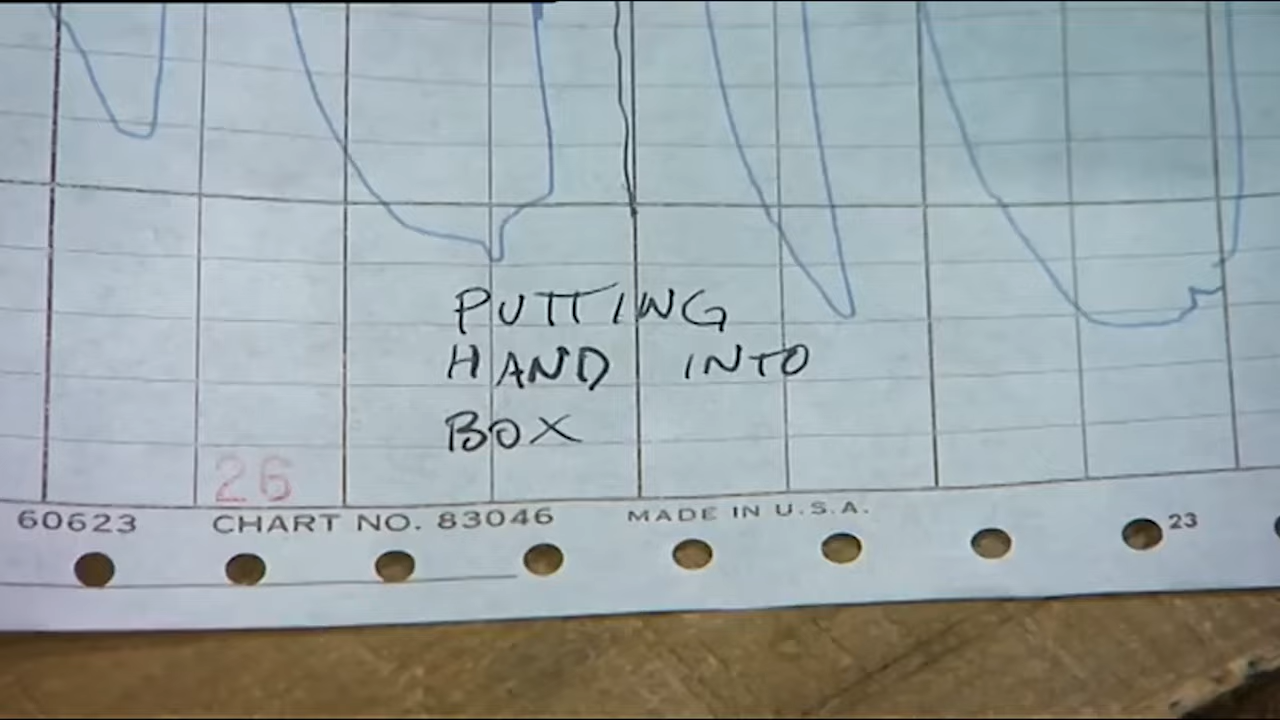 PUTTING
HAND INTO
BOX
26
60623 CHART NO. 83046 MADE IN U.S.A. 23